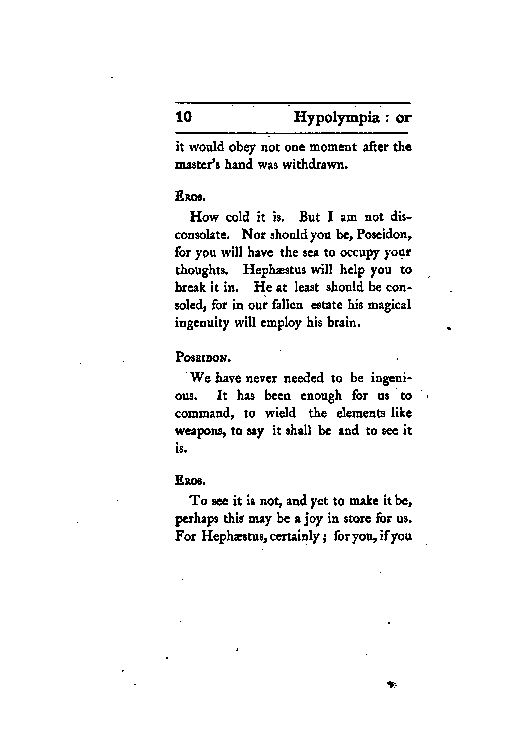 10 Hypolympia : or
it would obey not one moment after the
master's hand was withdrawn.
Eros.
How cold it is. But I am not dis-
consolate. Nor should you be, Poseidon,
for you will have the sea to occupy your
thoughts. Hephæstus will help you to
break it in. He at least should be con-
soled, for in our fallen estate his magical
ingenuity will employ his brain.
Poseidon.
We have never needed to be ingeni-
ous. It has been enough for us to
command, to wield the elements like
weapons, to say it shall be and to see it
is.
Eros.
To see it is not, and yet to make it be,
perhaps this may be a joy in store for us.
For Hephæstus, certainly ; for you, if you